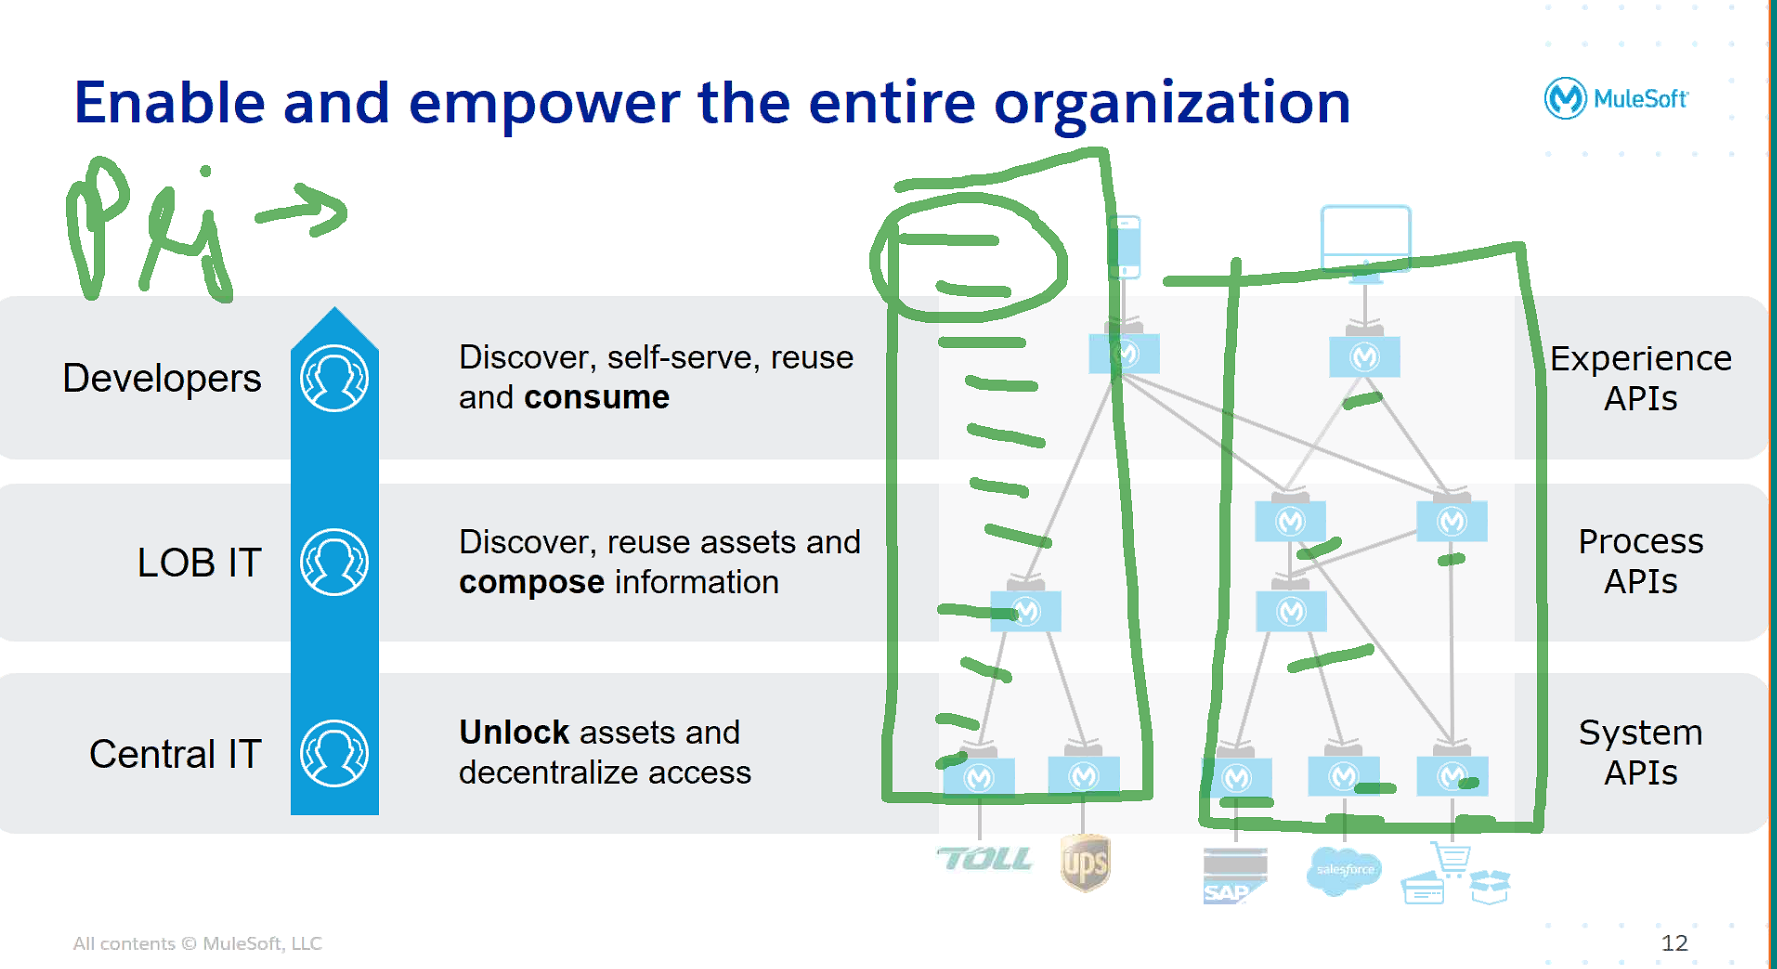 Enable and empower the entire organization
MuleSoft
Developers
Discover, self-serve, reuse
and consume
Experience
APIs
LOB IT
Discover, reuse assets and
compose information
Process
APIs
Central IT
Unlock assets and
decentralize access
System
APIs
TOLL
ups
SAP
salesforce
All contents © MuleSoft, LLC
12